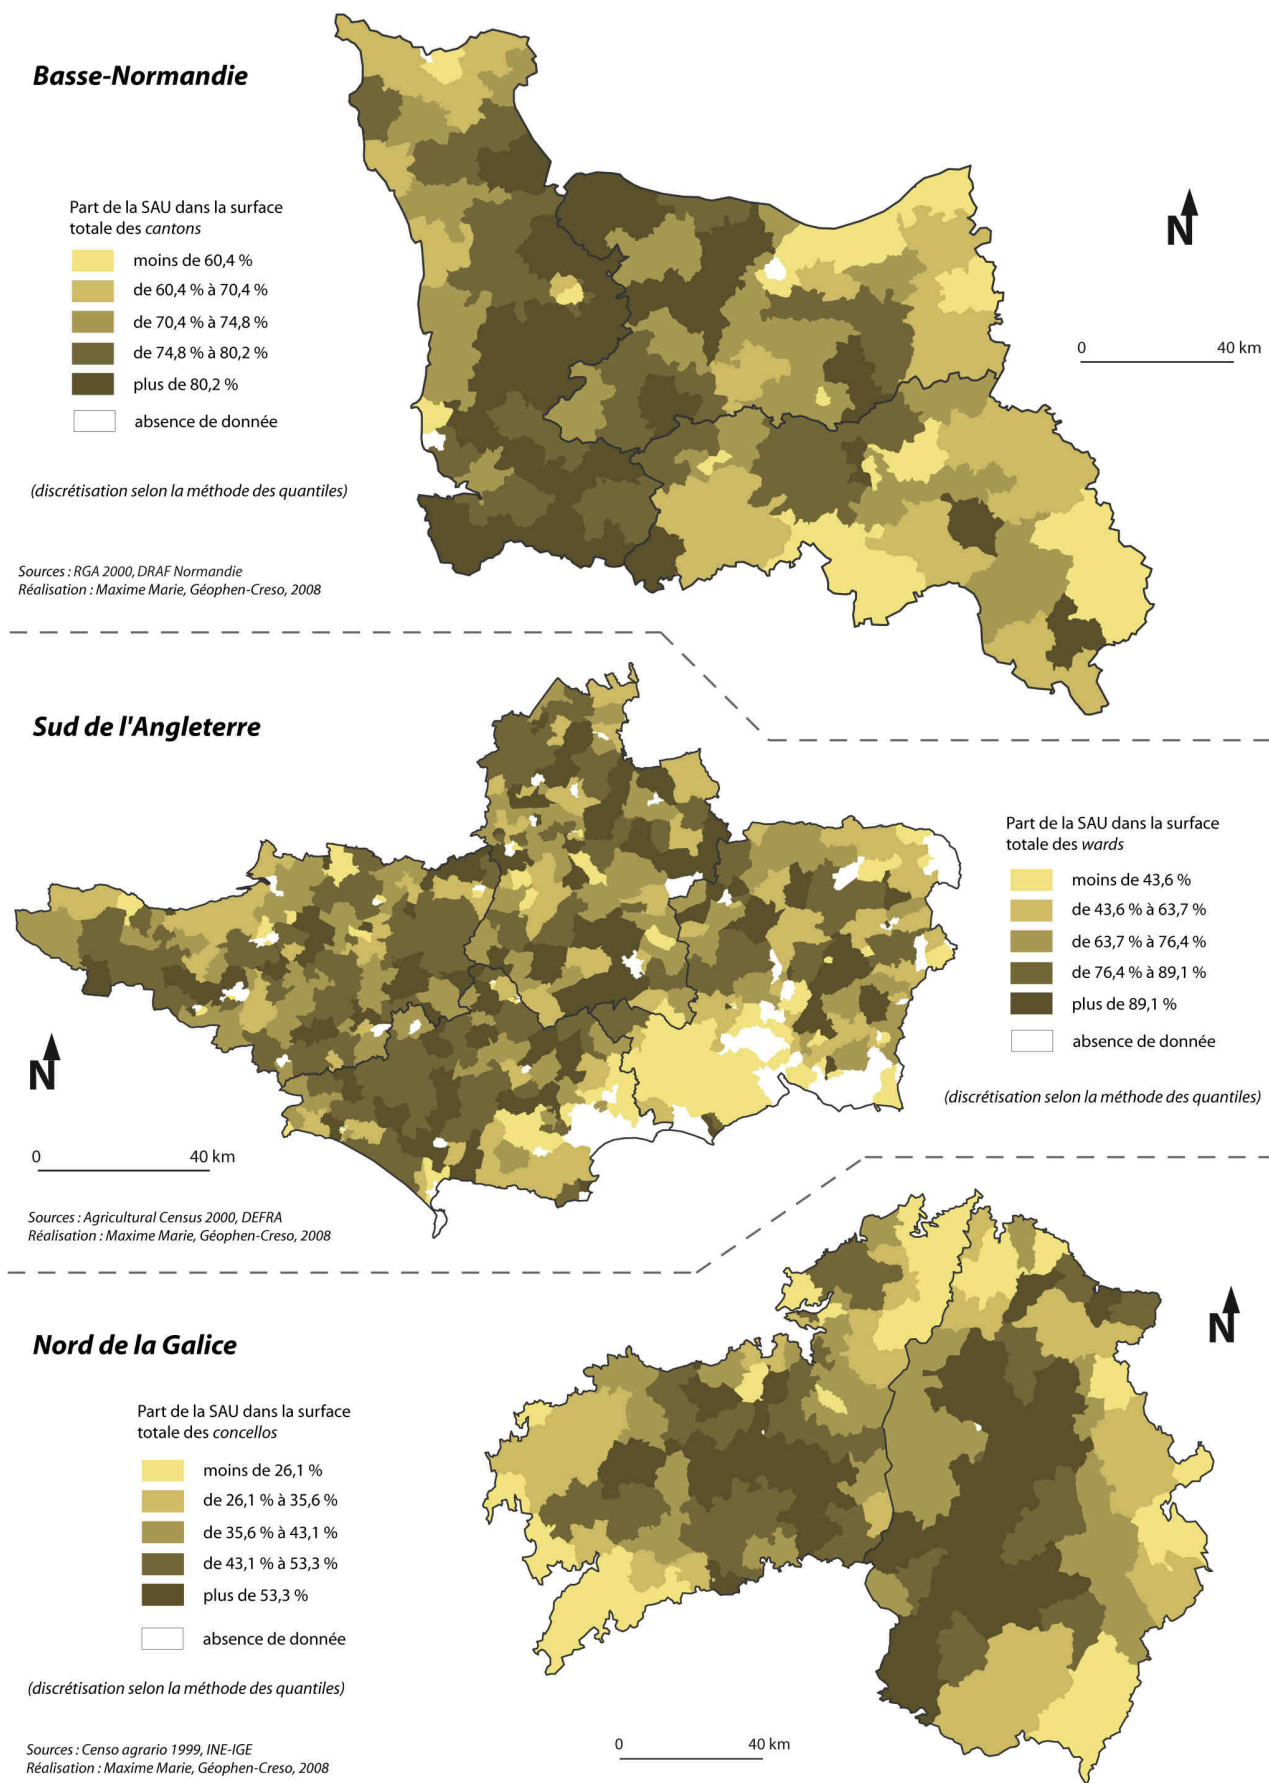 Basse-Normandie
Part de la SAU dans la surface
totale des cantons
moins de 60,4 %
de 60,4 % à 70,4 %
de 70,4 % à 74,8 %
de 74,8 % à 80,2 %
plus de 80,2 %
absence de donnée
(discrétisation selon la méthode des quantiles)
Sources : RGA 2000, DRAF Normandie
Réalisation : Maxime Marie, Géophen-Creso, 2008
N
0 40 km
Sud de l'Angleterre
Part de la SAU dans la surface
totale des wards
moins de 43,6 %
de 43,6 % à 63,7 %
de 63,7 % à 76,4 %
de 76,4 % à 89,1 %
plus de 89,1 %
absence de donnée
(discrétisation selon la méthode des quantiles)
N
0 40 km
Sources : Agricultural Census 2000, DEFRA
Réalisation : Maxime Marie, Géophen-Creso, 2008
Nord de la Galice
N
Part de la SAU dans la surface
totale des concellos
moins de 26,1 %
de 26,1 % à 35,6 %
de 35,6 % à 43,1 %
de 43,1 % à 53,3 %
plus de 53,3 %
absence de donnée
(discrétisation selon la méthode des quantiles)
Sources : Censo agrario 1999, INE-IGE
Réalisation : Maxime Marie, Géophen-Creso, 2008
0 40 km